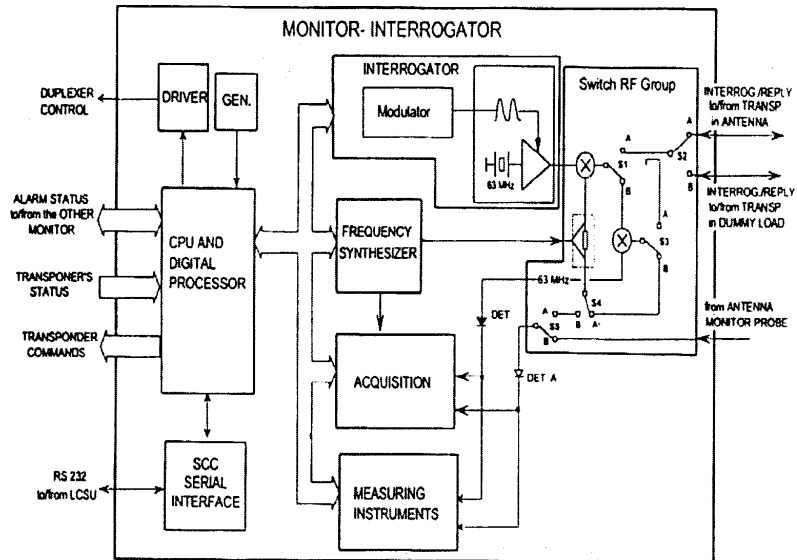 MONITOR- INTERROGATOR
INTERROGATOR
Switch RF Group
DUPLEXER
CONTROL
DRIVER
GEN.
Modulator
63 MHz
INTERROG./REPLY
to/from TRANSP
in ANTENNA
A
A
S1
S2
B
B
INTERROG/REPLY
to/from TRANSP
in DUMMY LOAD
ALARM STATUS
to/from the OTHER
MONITOR
CPU AND
DIGITAL
PROCESSOR
FREQUENCY
SYNTHESIZER
A
S3
B
TRANSPONER'S
STATUS
63 MHz
S4
from ANTENNA
MONITOR PROBE
DET
A
B
A-
S3
B
TRANSPONDER
COMMANDS
ACQUISITION
DET A
RS 232
to/from LCSU
SCC
SERIAL
INTERFACE
MEASURING
INSTRUMENTS